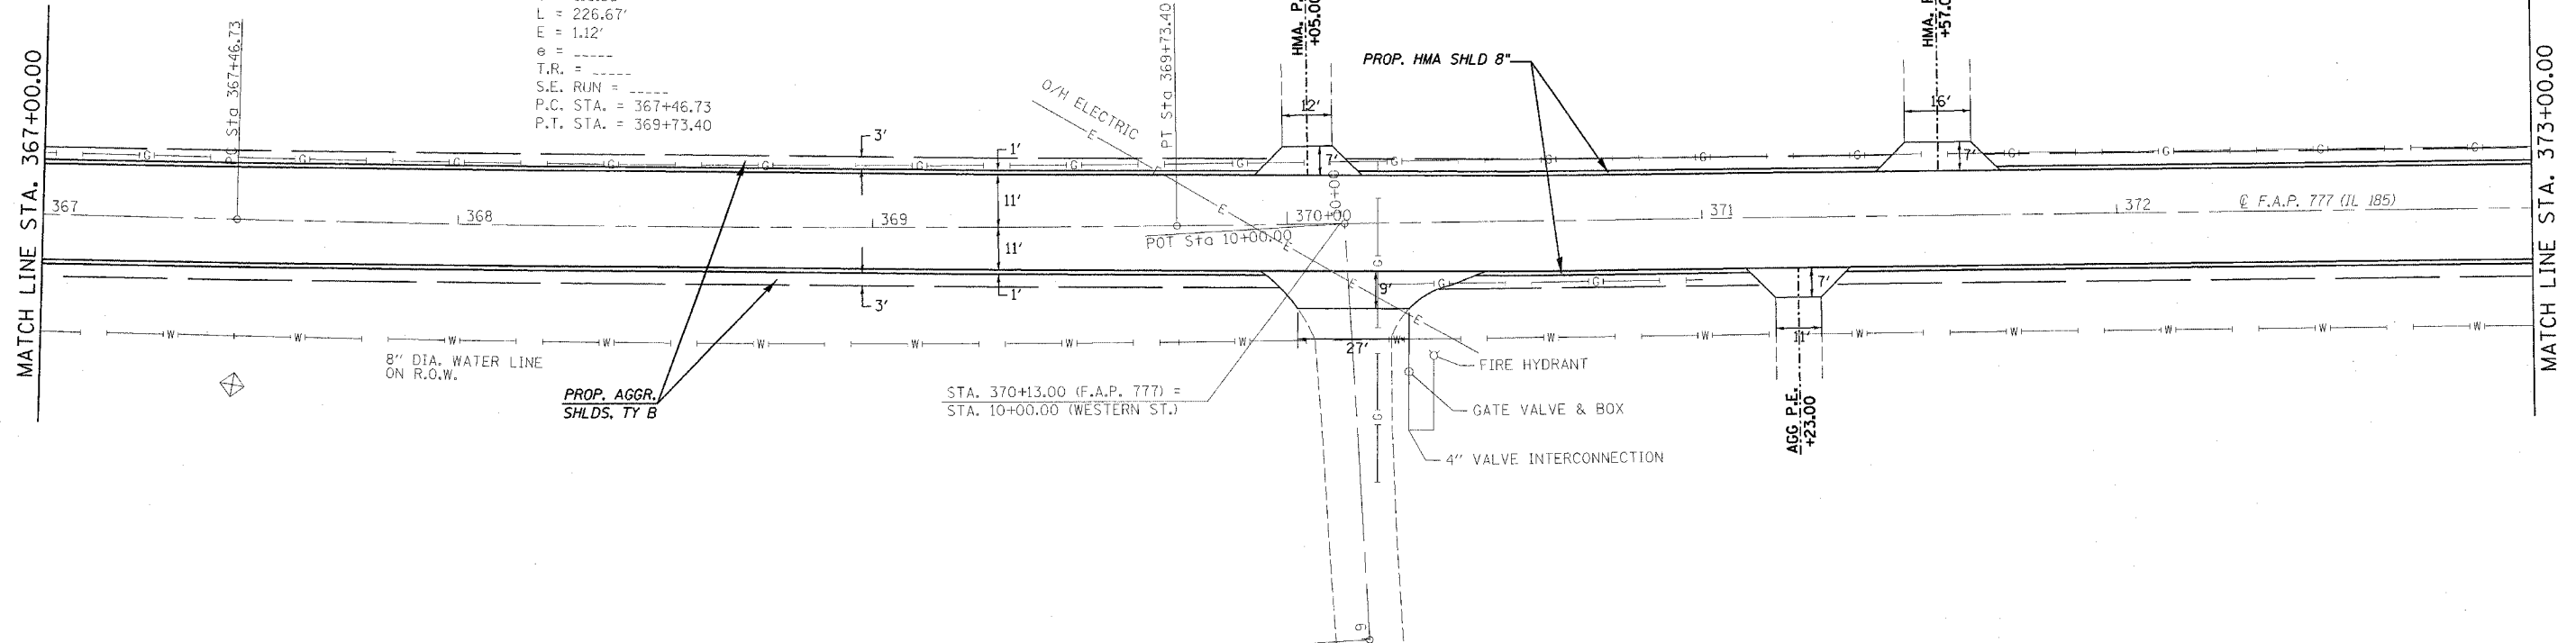 L = 226.67'
E = 1.12'
e = _____
T.R. = _____
S.E. RUN = _____
P.C. STA. = 367+46.73
P.T. STA. = 369+73.40
MATCH LINE STA. 367+00.00
PC Sta 367+46.73
PT Sta 369+73.40
O/H ELECTRIC
HMA.
+05.00
12'
7'
PROP. HMA SHLD 8"
HMA.
16'
7'
MATCH LINE STA. 373+00.00
3'
1'
11'
11'
3'
1'
367
368
369
370+00
371
372
℄ F.A.P. 777 (IL 185)
POT Sta 10+00.00
9'
27'
7'
11'
AGG P.E.
+23.00
8" DIA. WATER LINE
ON R.O.W.
PROP. AGGR.
SHLDS, TY B
STA. 370+13.00 (F.A.P. 777) =
STA. 10+00.00 (WESTERN ST.)
FIRE HYDRANT
GATE VALVE & BOX
4" VALVE INTERCONNECTION
9